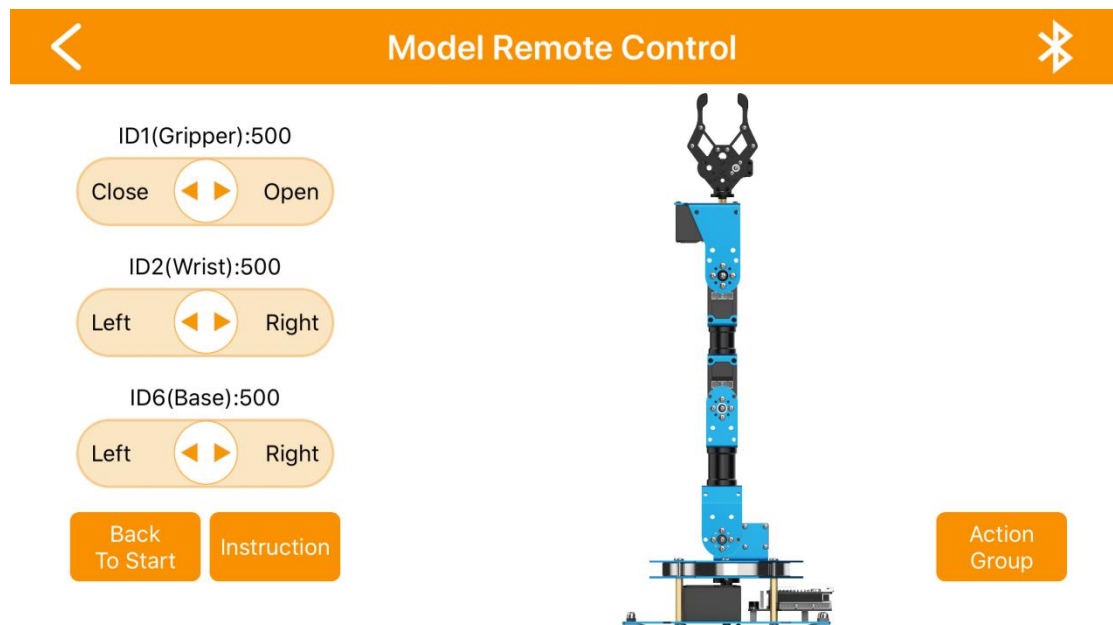 Model Remote Control
ID1(Gripper):500
Close Open
ID2(Wrist):500
Left Right
ID6(Base):500
Left Right
Back
To Start
Instruction
Action
Group